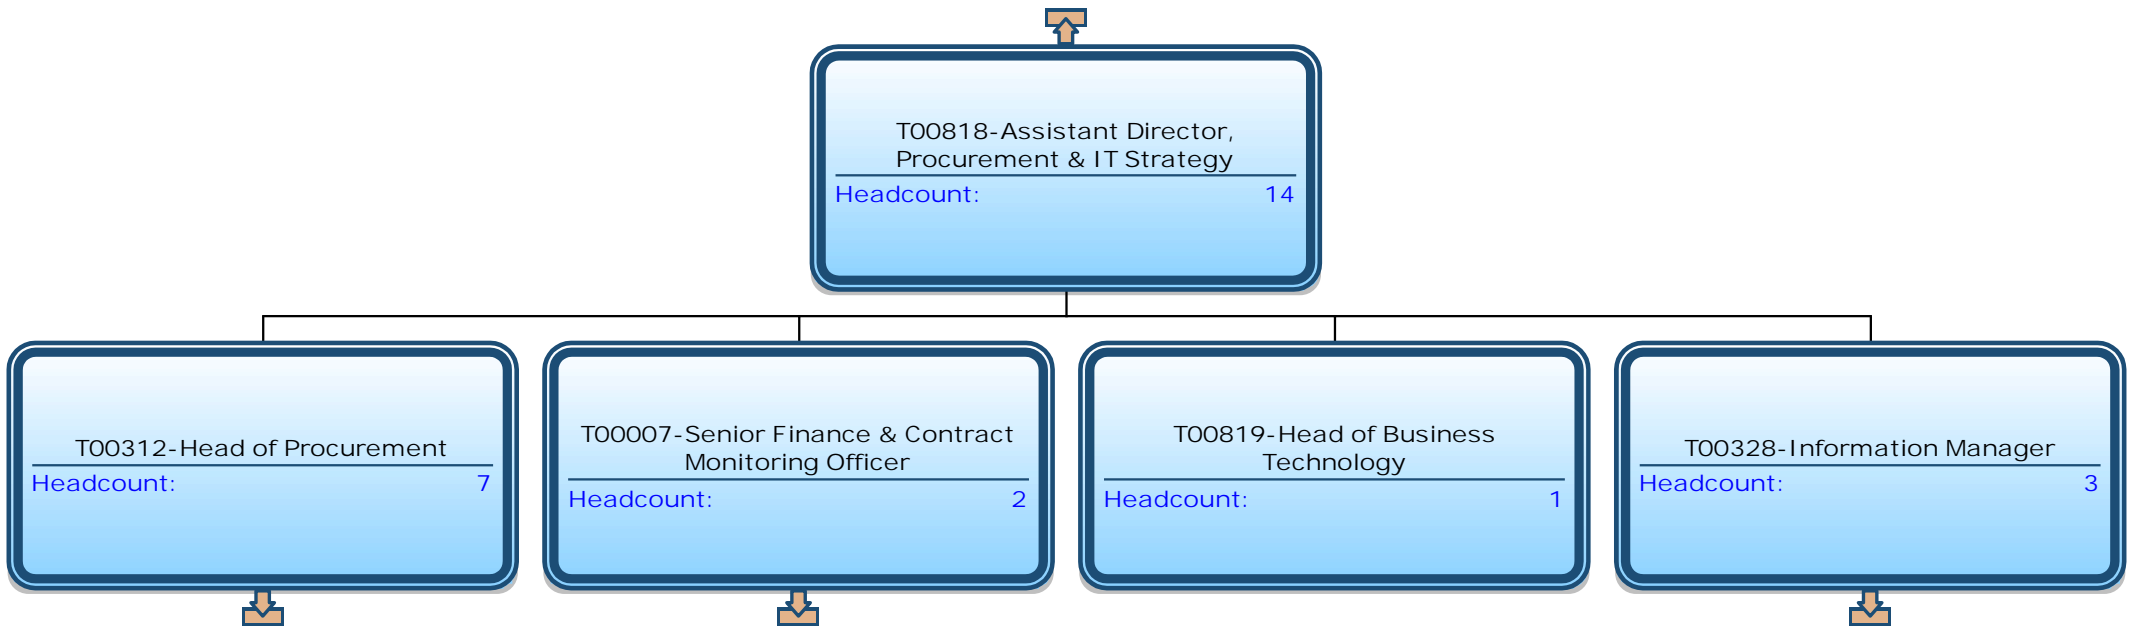 T00818-Assistant Director,
Procurement & IT Strategy
Headcount: 14
T00312-Head of Procurement
Headcount: 7
T00007-Senior Finance & Contract
Monitoring Officer
Headcount: 2
T00819-Head of Business
Technology
Headcount: 1
T00328-Information Manager
Headcount: 3